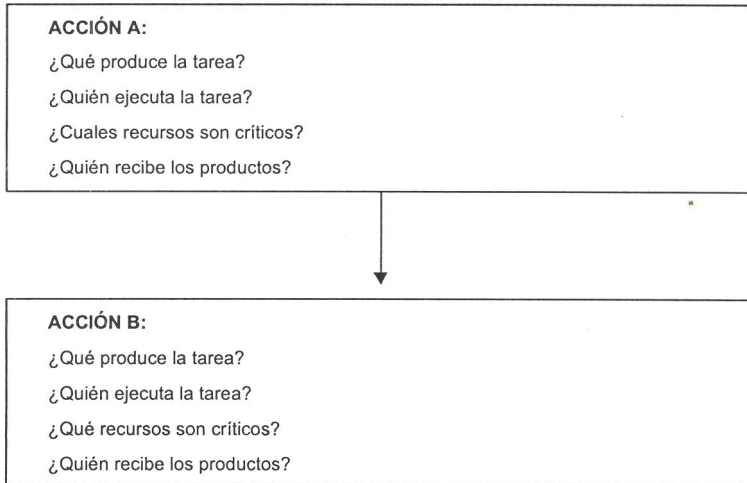 ACCIÓN A:
¿Qué produce la tarea?
¿Quién ejecuta la tarea?
¿Cuales recursos son críticos?
¿Quién recibe los productos?
ACCIÓN B:
¿Qué produce la tarea?
¿Quién ejecuta la tarea?
¿Qué recursos son críticos?
¿Quién recibe los productos?